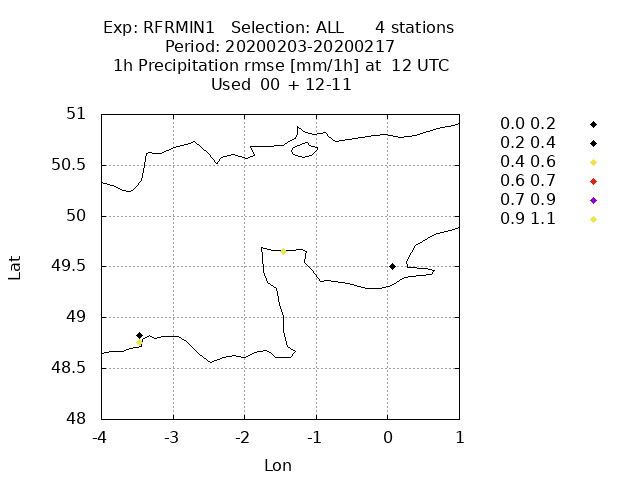 Exp: RFRMIN1   Selection: ALL      4 stations
Period: 20200203-20200217
1h Precipitation rmse [mm/1h] at  12 UTC
Used  00 + 12-11
51
50.5
50
49.5
49
48.5
48
-4 -3 -2 -1 0 1
Lat
Lon
0.0 0.2
0.2 0.4
0.4 0.6
0.6 0.7
0.7 0.9
0.9 1.1